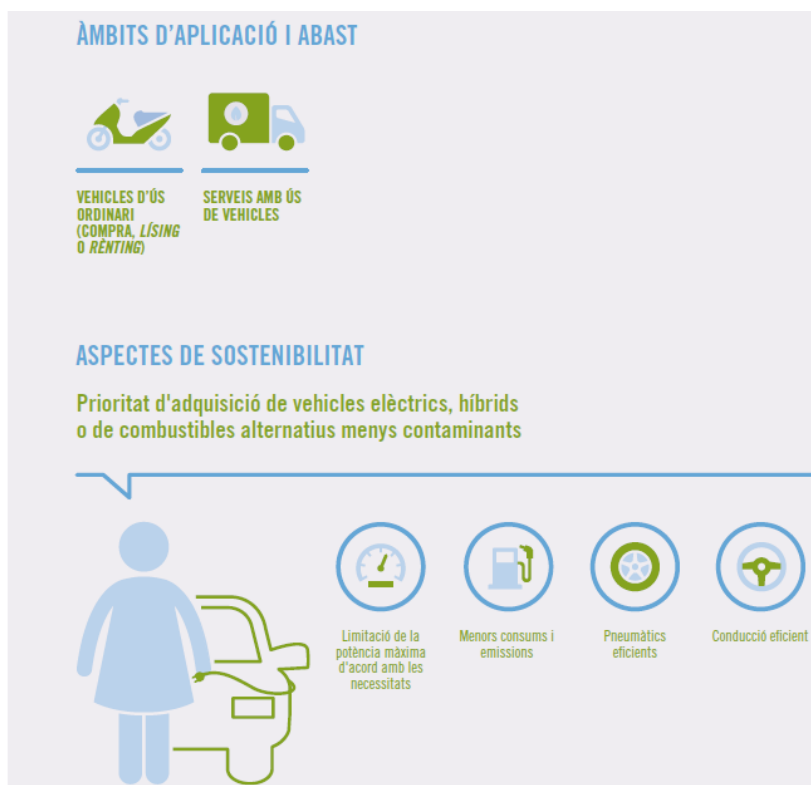 ÀMBITS D'APLICACIÓ I ABAST
VEHICLES D'ÚS
ORDINARI
(COMPRA, LÍSING
O RÈNTING)
SERVEIS AMB ÚS
DE VEHICLES
ASPECTES DE SOSTENIBILITAT
Prioritat d'adquisició de vehicles elèctrics, híbrids
o de combustibles alternatius menys contaminants
Limitació de la
potència màxima
d'acord amb les
necessitats
Menors consums i
emissions
Pneumàtics
eficients
Conducció eficient